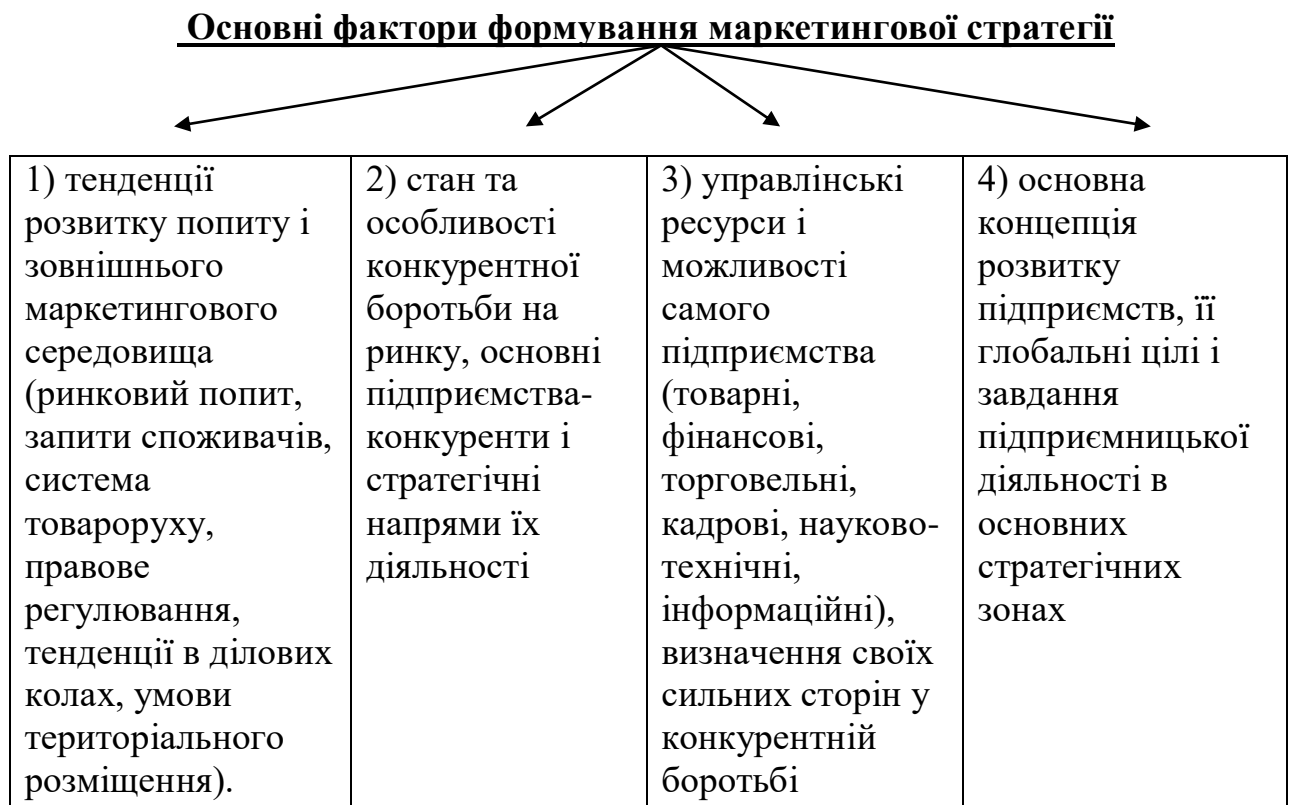 Основні фактори формування маркетингової стратегії
1) тенденції
розвитку попиту і
зовнішнього
маркетингового
середовища
(ринковий попит,
запити споживачів,
система
товароруху,
правове
регулювання,
тенденції в ділових
колах, умови
територіального
розміщення).
2) стан та
особливості
конкурентної
боротьби на
ринку, основні
підприємства-
конкуренти і
стратегічні
напрями їх
діяльності
3) управлінські
ресурси і
можливості
самого
підприємства
(товарні,
фінансові,
торговельні,
кадрові, науково-
технічні,
інформаційні),
визначення своїх
сильних сторін у
конкурентній
боротьбі
4) основна
концепція
розвитку
підприємств, її
глобальні цілі і
завдання
підприємницької
діяльності в
основних
стратегічних
зонах